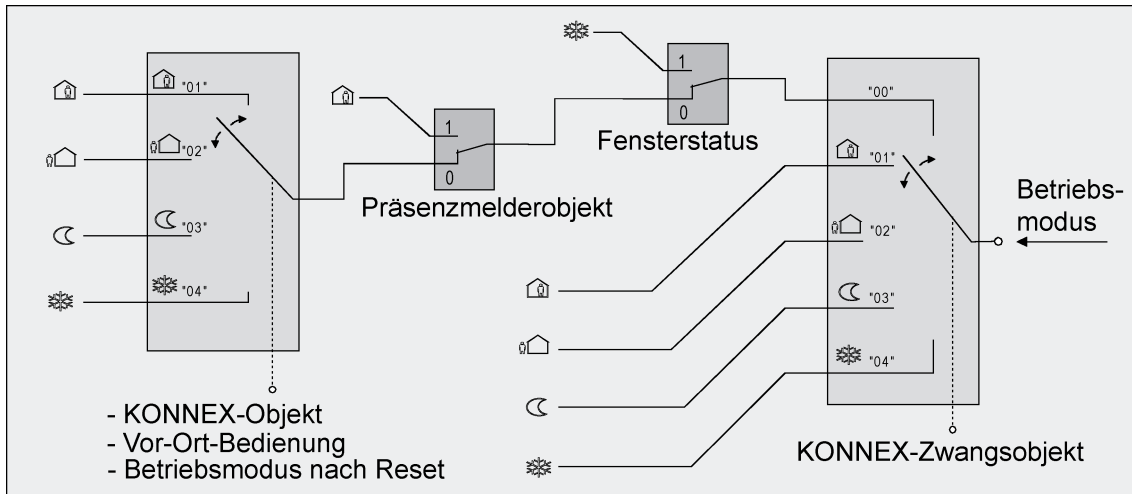 "01"
"02"
"03"
"04"
- KONNEX-Objekt
- Vor-Ort-Bedienung
- Betriebsmodus nach Reset
1
0
Präsenzmelderobjekt
1
0
Fensterstatus
"00"
"01"
"02"
"03"
"04"
KONNEX-Zwangsobjekt
Betriebs-
modus